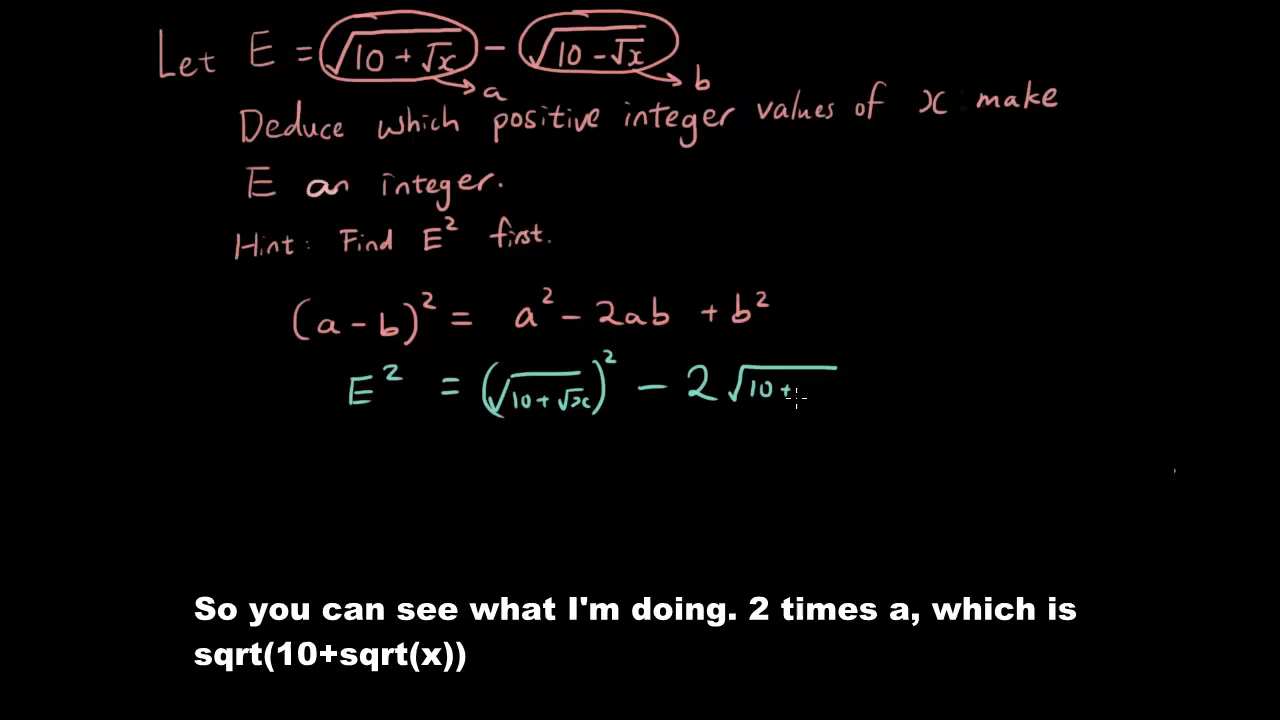 Let E = √(10 + √x) − √(10 − √x)
a b
Deduce which positive integer values of x make
E an integer.
Hint: Find E² first.
(a − b)² = a² − 2ab + b²
E² = (√(10 + √x))² − 2√(10 +
So you can see what I'm doing. 2 times a, which is
sqrt(10+sqrt(x))